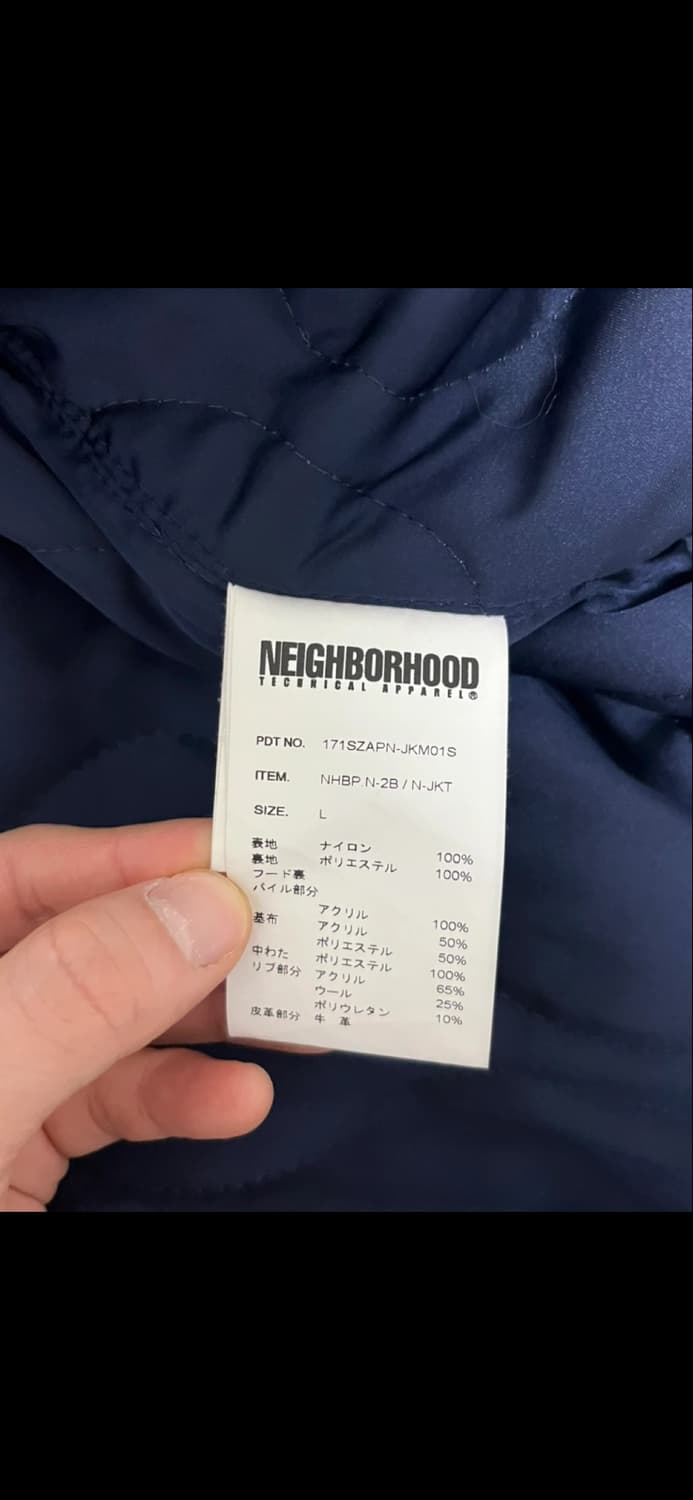 NEIGHBORHOOD
TECHNICAL APPAREL®
PDT NO. 171SZAPN-JKM01S
ITEM. NHBP.N-2B / N-JKT
SIZE. L
表地 ナイロン 100%
裏地 ポリエステル 100%
フード裏
パイル部分
アクリル 100%
基布 アクリル 50%
ポリエステル 50%
中わた ポリエステル 100%
リブ部分 アクリル 65%
ウール 25%
ポリウレタン 10%
皮革部分 牛 革